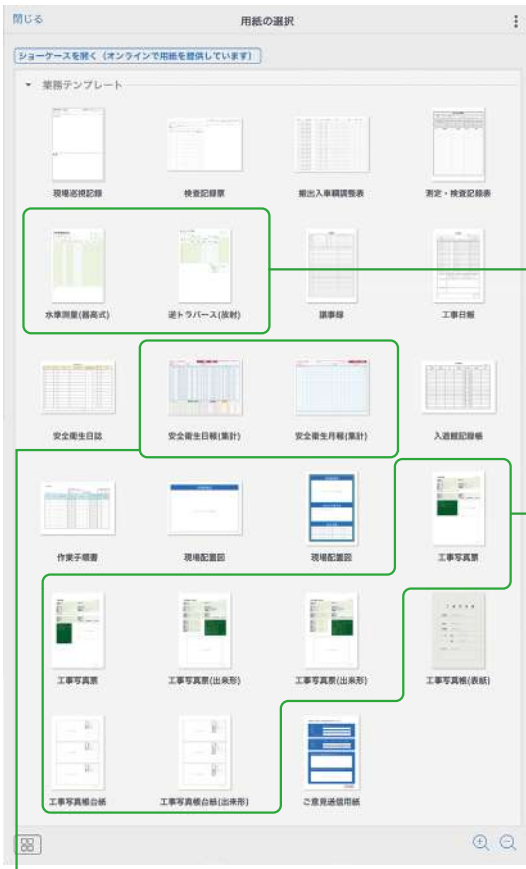 閉じる
用紙の選択
ショーケースを開く（オンラインで用紙を提供しています）
業務テンプレート
現場巡視記録
検査記録票
搬出入車輌調整表
測定・検査記録表
水準測量(器高式)
逆トラバース(放射)
議事録
工事日報
安全衛生日誌
安全衛生日報(集計)
安全衛生月報(集計)
入退館記録帳
作業手順書
現場配置図
現場配置図
工事写真票
工事写真票
工事写真票(出来形)
工事写真票(出来形)
工事写真帳(表紙)
工事写真帳台紙
工事写真帳台紙(出来形)
ご意見送信用紙